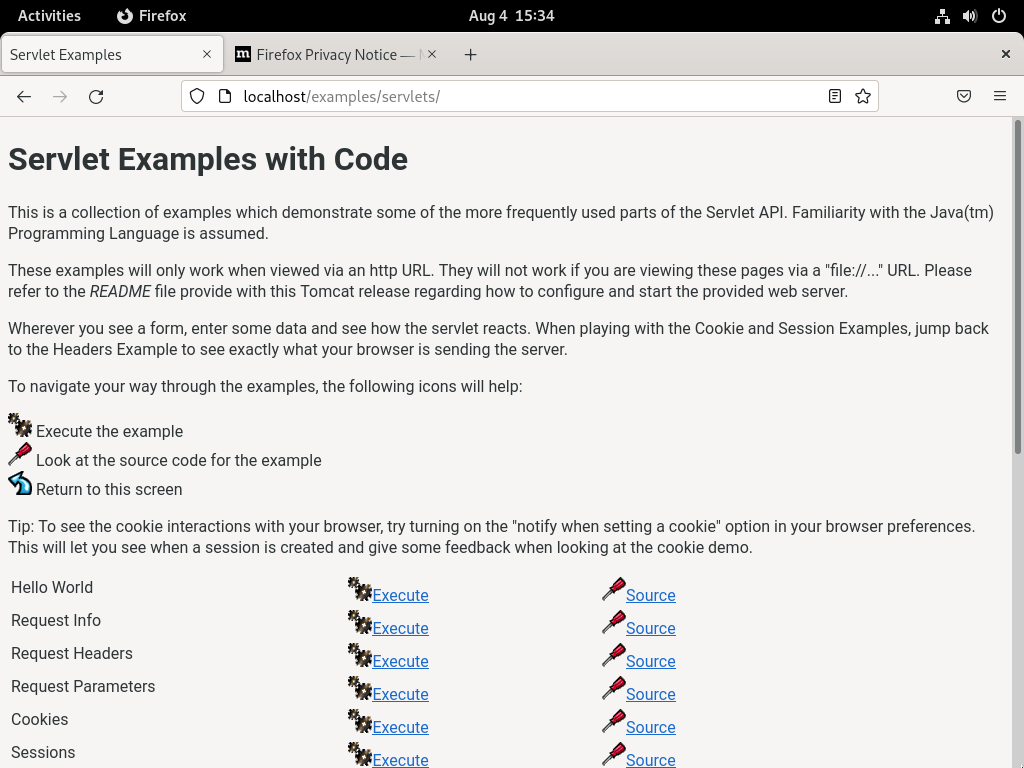 Activities Firefox Aug 4 15:34
Servlet Examples Firefox Privacy Notice —
localhost/examples/servlets/
Servlet Examples with Code
This is a collection of examples which demonstrate some of the more frequently used parts of the Servlet API. Familiarity with the Java(tm)
Programming Language is assumed.
These examples will only work when viewed via an http URL. They will not work if you are viewing these pages via a "file://..." URL. Please
refer to the README file provide with this Tomcat release regarding how to configure and start the provided web server.
Wherever you see a form, enter some data and see how the servlet reacts. When playing with the Cookie and Session Examples, jump back
to the Headers Example to see exactly what your browser is sending the server.
To navigate your way through the examples, the following icons will help:
Execute the example
Look at the source code for the example
Return to this screen
Tip: To see the cookie interactions with your browser, try turning on the "notify when setting a cookie" option in your browser preferences.
This will let you see when a session is created and give some feedback when looking at the cookie demo.
Hello World Execute Source
Request Info Execute Source
Request Headers Execute Source
Request Parameters Execute Source
Cookies Execute Source
Sessions Execute Source